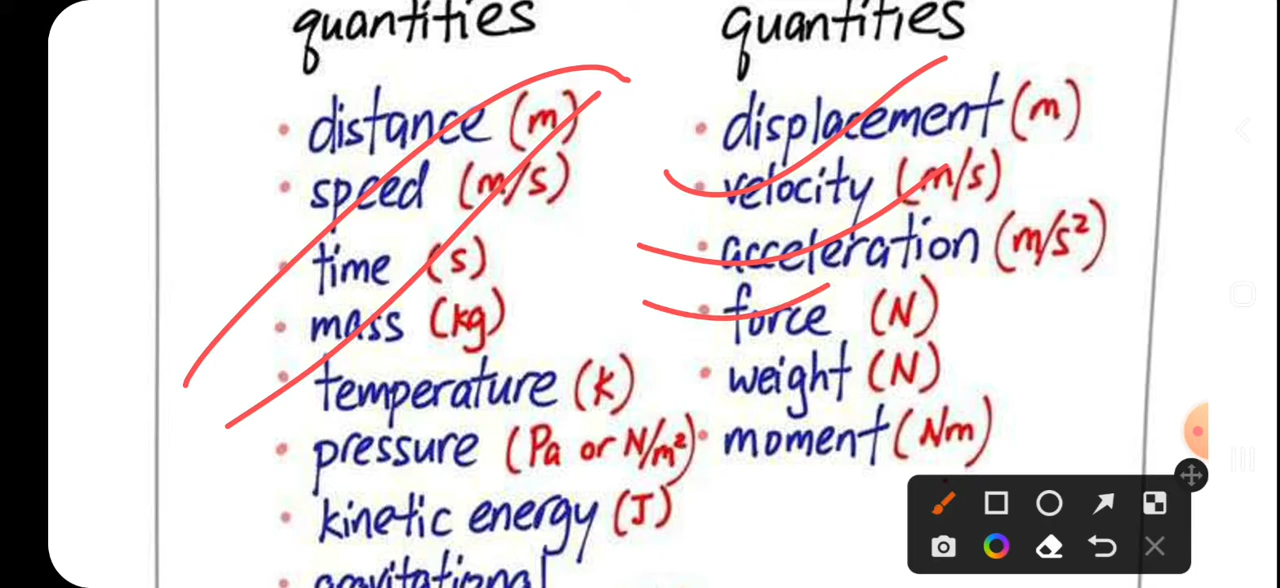 quantities
• distance (m)
• speed (m/s)
• time (s)
• mass (kg)
• temperature (K)
• pressure (Pa or N/m²)
• kinetic energy (J)
• gravitational
quantities
• displacement (m)
• velocity (m/s)
• acceleration (m/s²)
• force (N)
• weight (N)
• moment (Nm)